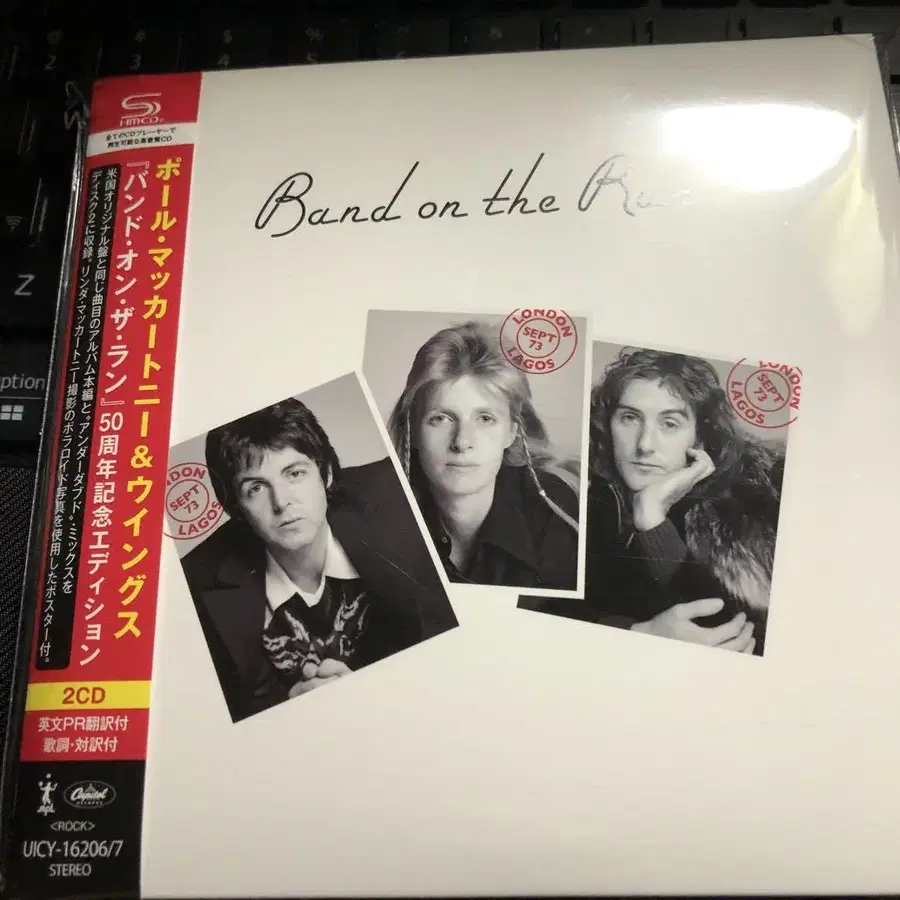 SHM-CD
全てのCDプレーヤーで
再生可能な高音質CD
ポール・マッカートニー&ウイングス
『バンド・オン・ザ・ラン』50周年記念エディション
米国オリジナル盤と同じ曲目のアルバム本編と、“アンダーダブド”・ミックスを
ディスク2に収録。リンダ・マッカートニー撮影のポラロイド写真を使用したポスター付。
2CD
英文PR翻訳付
歌詞・対訳付
mpl
Capitol
RECORDS
<ROCK>
UICY-16206/7
STEREO
Band on the Run
LONDON
SEPT
73
LAGOS
LONDON
SEPT
73
LAGOS
LONDON
SEPT
73
LAGOS
2
3
4
$
5
%
Z
ption